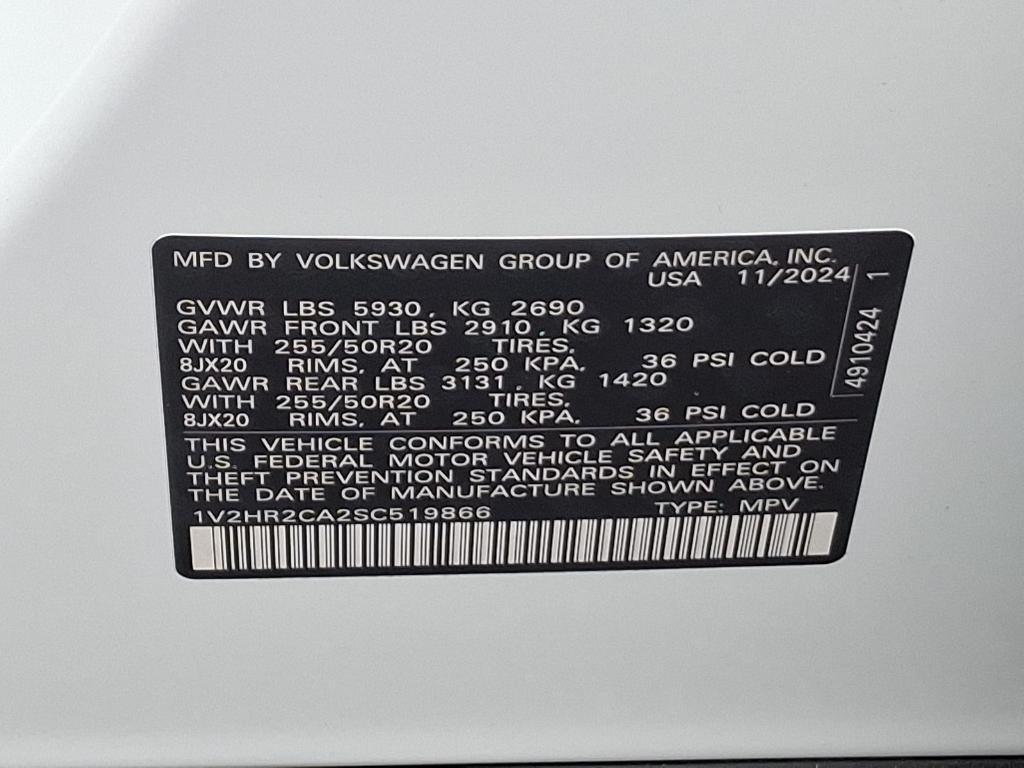 MFD BY VOLKSWAGEN GROUP OF AMERICA, INC.
USA 11/2024
GVWR LBS 5930, KG 2690
GAWR FRONT LBS 2910, KG 1320
WITH 255/50R20 TIRES,
8JX20 RIMS, AT 250 KPA, 36 PSI COLD
GAWR REAR LBS 3131, KG 1420
WITH 255/50R20 TIRES,
8JX20 RIMS, AT 250 KPA, 36 PSI COLD
4910424 1
THIS VEHICLE CONFORMS TO ALL APPLICABLE
U.S. FEDERAL MOTOR VEHICLE SAFETY AND
THEFT PREVENTION STANDARDS IN EFFECT ON
THE DATE OF MANUFACTURE SHOWN ABOVE.
1V2HR2CA2SC519866 TYPE: MPV